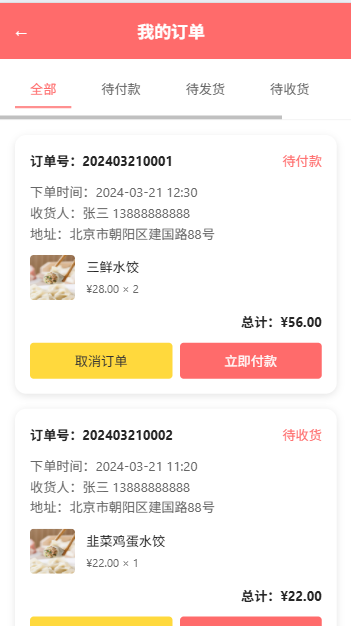 ←
我的订单
全部 待付款 待发货 待收货
订单号：202403210001 待付款
下单时间：2024-03-21 12:30
收货人：张三 13888888888
地址：北京市朝阳区建国路88号
三鲜水饺
¥28.00 × 2
总计：¥56.00
取消订单 立即付款
订单号：202403210002 待收货
下单时间：2024-03-21 11:20
收货人：张三 13888888888
地址：北京市朝阳区建国路88号
韭菜鸡蛋水饺
¥22.00 × 1
总计：¥22.00